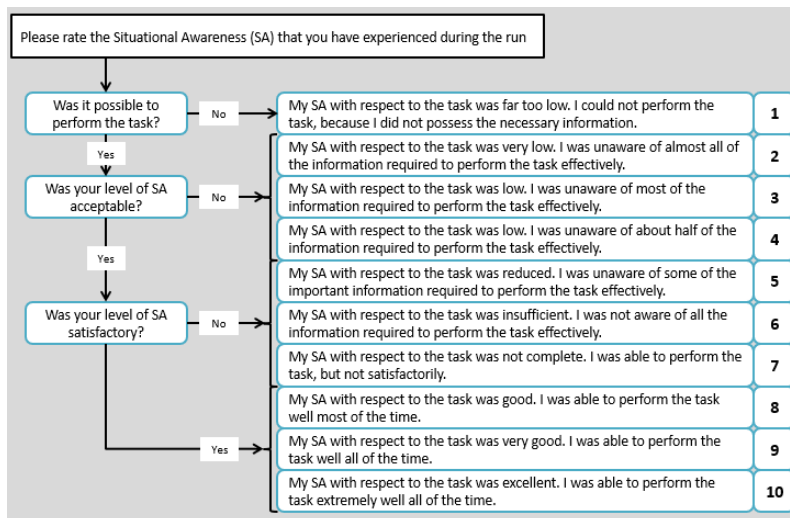 Please rate the Situational Awareness (SA) that you have experienced during the run
Was it possible to
perform the task?
No
My SA with respect to the task was far too low. I could not perform the
task, because I did not possess the necessary information.
1
Yes
My SA with respect to the task was very low. I was unaware of almost all of
the information required to perform the task effectively.
2
Was your level of SA
acceptable?
No
My SA with respect to the task was low. I was unaware of most of the
information required to perform the task effectively.
3
My SA with respect to the task was low. I was unaware of about half of the
information required to perform the task effectively.
4
Yes
My SA with respect to the task was reduced. I was unaware of some of the
important information required to perform the task effectively.
5
Was your level of SA
satisfactory?
No
My SA with respect to the task was insufficient. I was not aware of all the
information required to perform the task effectively.
6
My SA with respect to the task was not complete. I was able to perform the
task, but not satisfactorily.
7
My SA with respect to the task was good. I was able to perform the task
well most of the time.
8
Yes
My SA with respect to the task was very good. I was able to perform the
task well all of the time.
9
My SA with respect to the task was excellent. I was able to perform the
task extremely well all of the time.
10